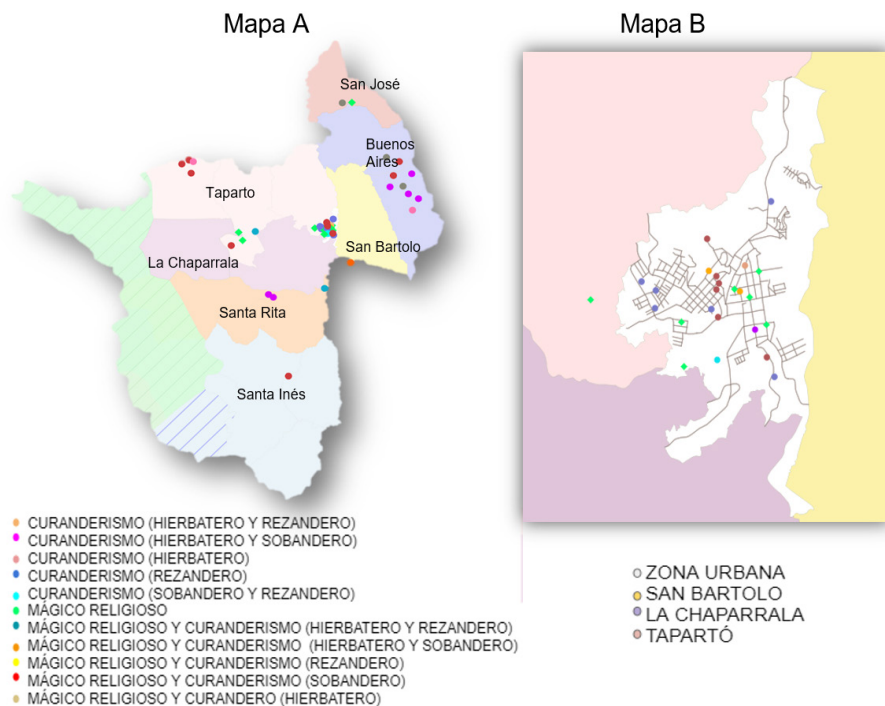 Mapa A
Mapa B
San José
Buenos
Aires
Taparto
San Bartolo
La Chaparrala
Santa Rita
Santa Inés
CURANDERISMO (HIERBATERO Y REZANDERO)
CURANDERISMO (HIERBATERO Y SOBANDERO)
CURANDERISMO (HIERBATERO)
CURANDERISMO (REZANDERO)
CURANDERISMO (SOBANDERO Y REZANDERO)
MÁGICO RELIGIOSO
MÁGICO RELIGIOSO Y CURANDERISMO (HIERBATERO Y REZANDERO)
MÁGICO RELIGIOSO Y CURANDERISMO (HIERBATERO Y SOBANDERO)
MÁGICO RELIGIOSO Y CURANDERISMO (REZANDERO)
MÁGICO RELIGIOSO Y CURANDERISMO (SOBANDERO)
MÁGICO RELIGIOSO Y CURANDERO (HIERBATERO)
ZONA URBANA
SAN BARTOLO
LA CHAPARRALA
TAPARTÓ